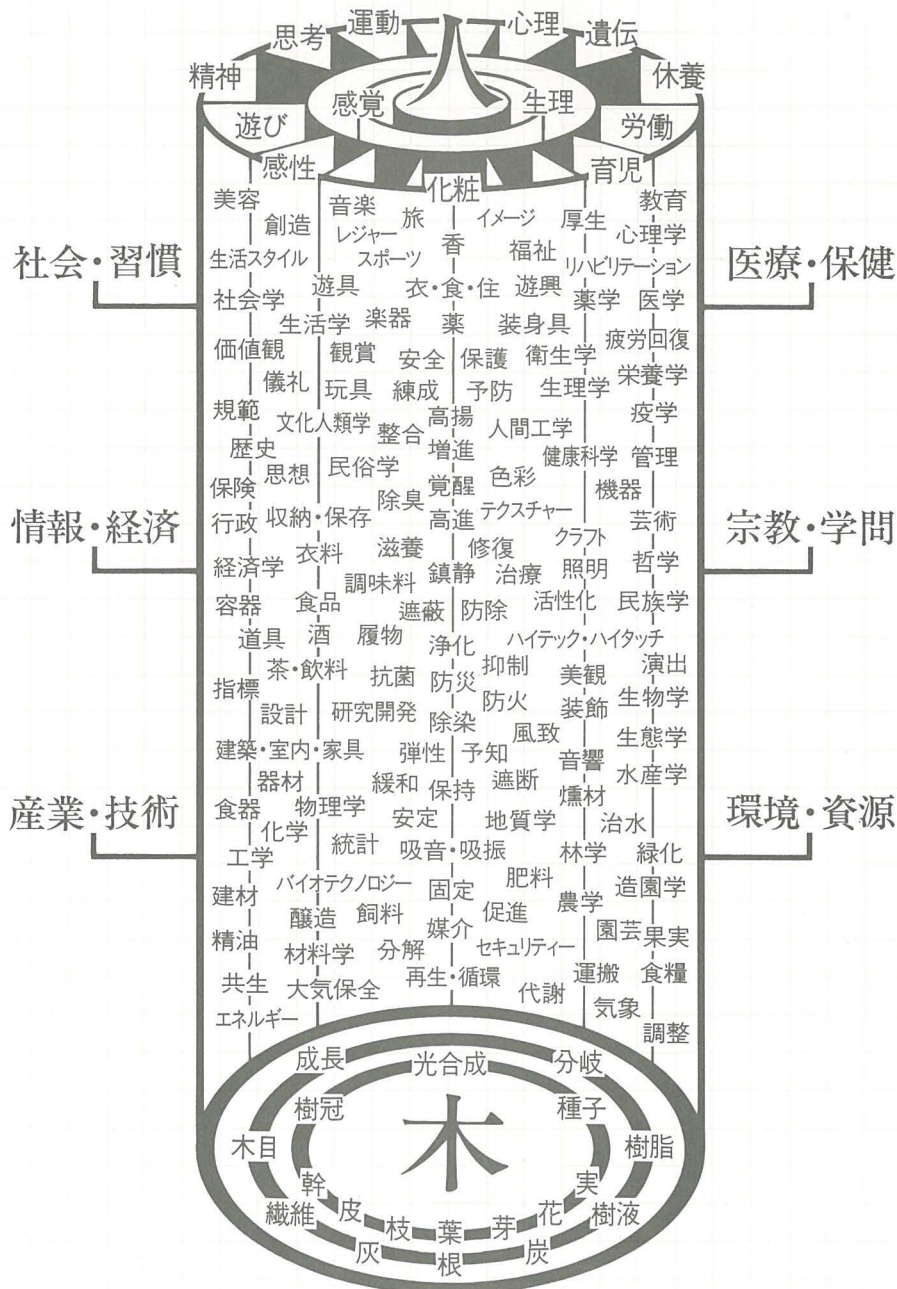 人
運動 心理
思考 遺伝
精神 休養
感覚 生理
遊び 労働
感性 育児
化粧
美容 音楽 旅 イメージ 厚生 教育
創造 レジャー 香 福祉 心理学
生活スタイル スポーツ リハビリテーション
社会・習慣 医療・保健
社会学 遊具 衣・食・住 遊興 薬学 医学
生活学 楽器 薬 装身具 疲労回復
価値観 観賞 安全 保護 衛生学
儀礼 玩具 練成 予防 生理学 栄養学
規範 文化人類学 整合 高揚 人間工学 疫学
歴史 民俗学 増進 健康科学 管理
保険 思想 除臭 覚醒 色彩 機器
情報・経済 宗教・学問
行政 収納・保存 高進 テクスチャー 芸術
衣料 滋養 修復 クラフト
経済学 調味料 鎮静 治療 照明 哲学
容器 食品 遮蔽 防除 活性化 民族学
道具 酒 履物 浄化 ハイテック・ハイタッチ
茶・飲料 抗菌 防災 抑制 美観 演出
指標 防火 生物学
設計 研究開発 除染 風致 装飾 生態学
建築・室内・家具 弾性 予知 音響
器材 緩和 保持 遮断 燻材 水産学
産業・技術 環境・資源
食器 物理学 安定 地質学 治水
化学 統計 吸音・吸振 林学 緑化
工学
建材 バイオテクノロジー 固定 肥料 農学 造園学
醸造 飼料 媒介 促進 園芸 果実
精油 材料学 分解 セキュリティー
共生 大気保全 再生・循環 代謝 運搬 食糧
エネルギー 気象 調整
成長 光合成 分岐
樹冠 種子
木目 木 樹脂
幹 実
繊維 皮 花 樹液
枝 葉 芽
灰 根 炭